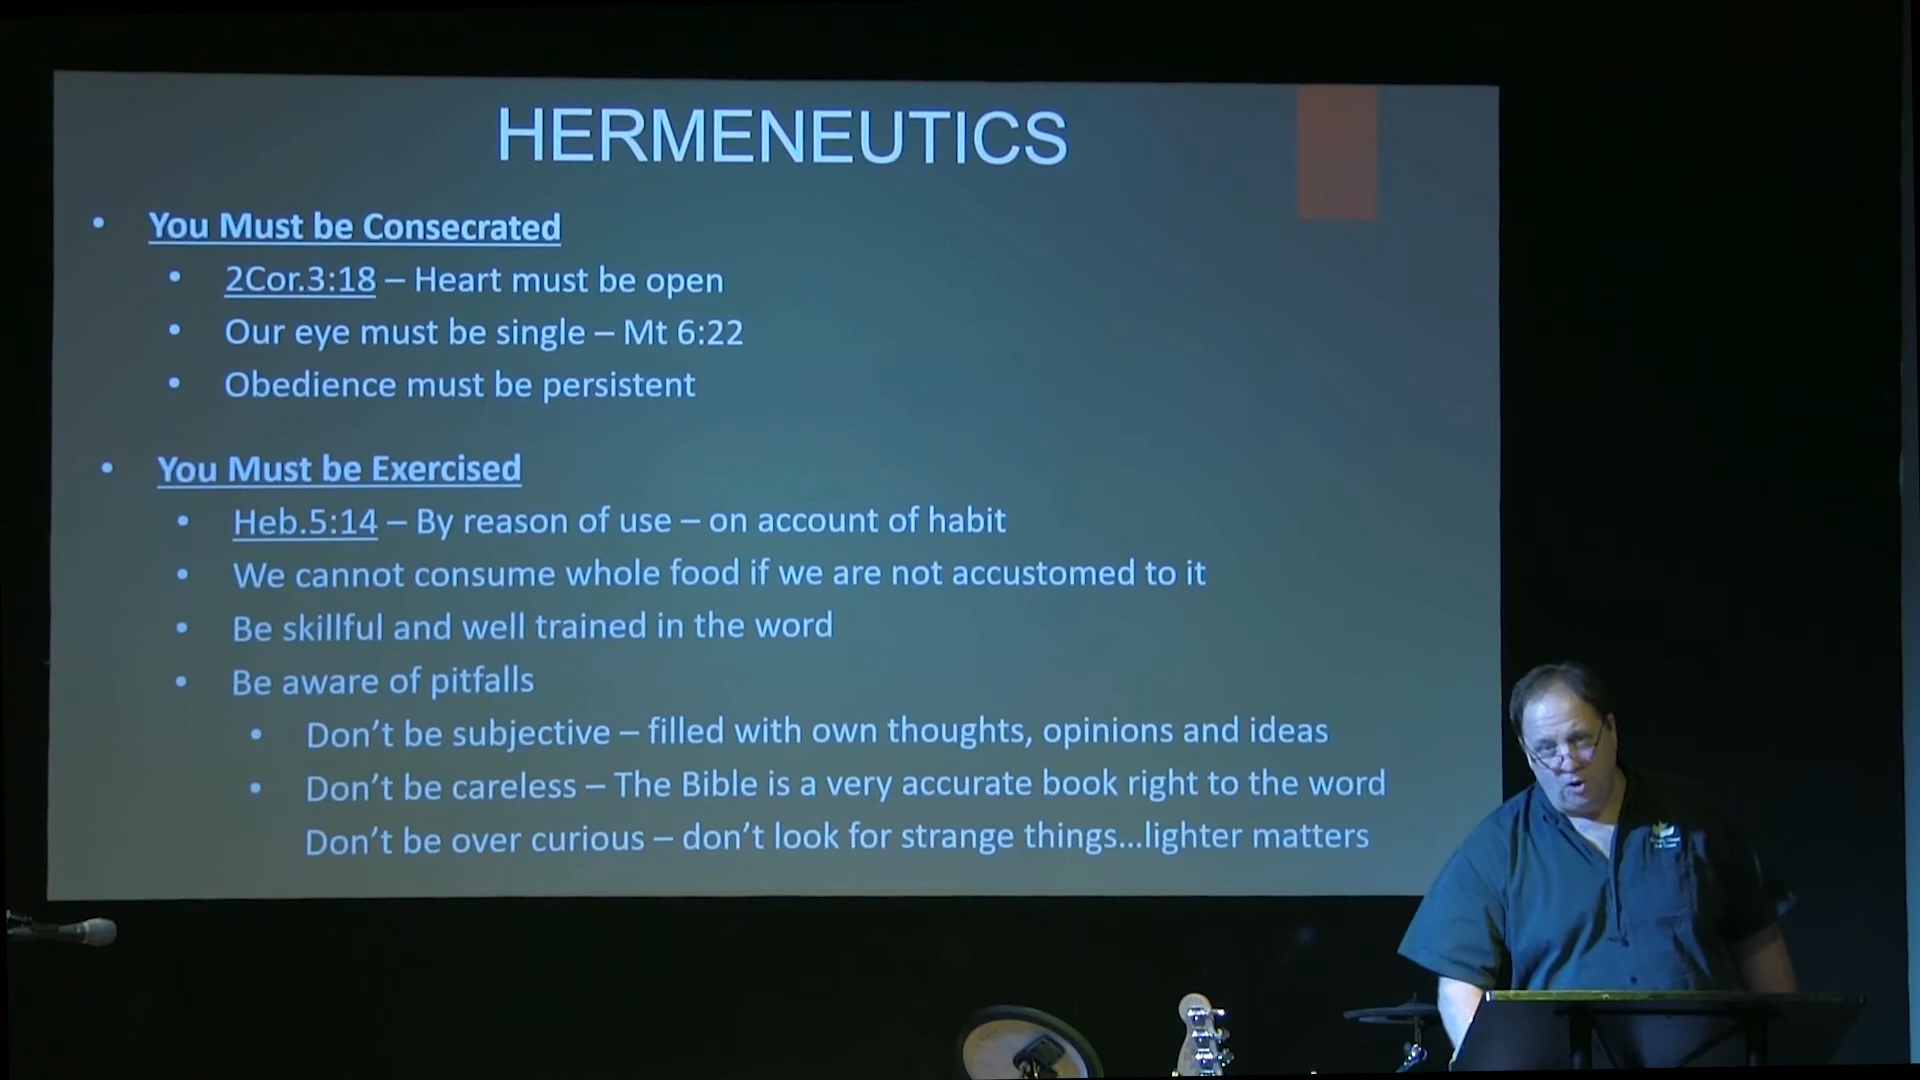 HERMENEUTICS
• You Must be Consecrated
• 2Cor.3:18 – Heart must be open
• Our eye must be single – Mt 6:22
• Obedience must be persistent
• You Must be Exercised
• Heb.5:14 – By reason of use – on account of habit
• We cannot consume whole food if we are not accustomed to it
• Be skillful and well trained in the word
• Be aware of pitfalls
• Don't be subjective – filled with own thoughts, opinions and ideas
• Don't be careless – The Bible is a very accurate book right to the word
Don't be over curious – don't look for strange things...lighter matters